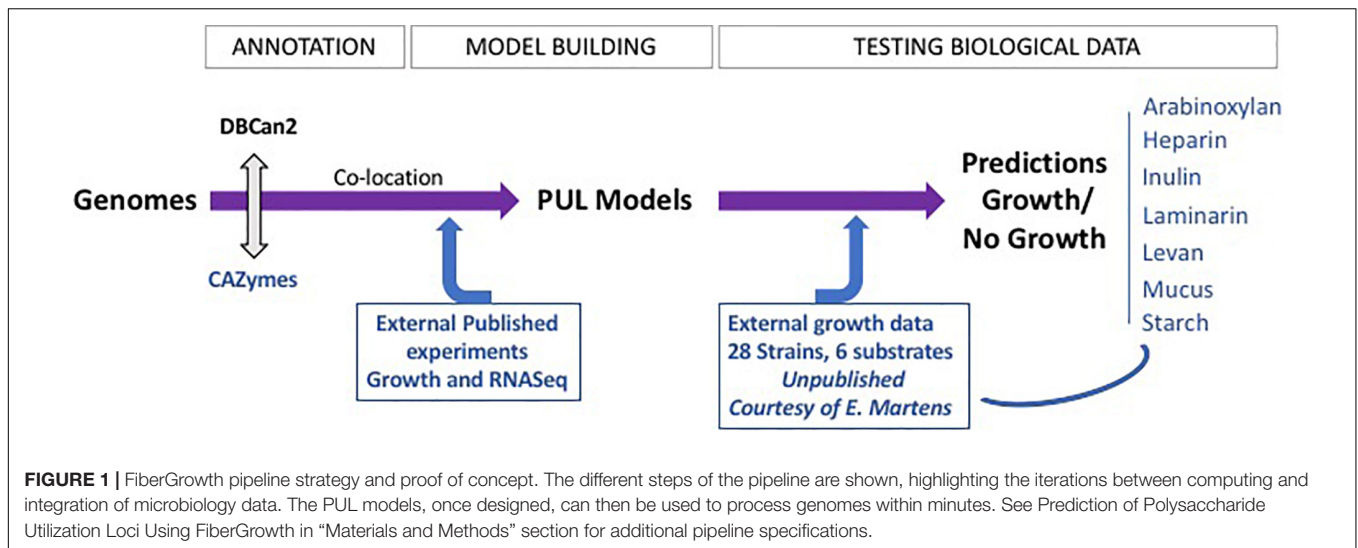 ANNOTATION
MODEL BUILDING
TESTING BIOLOGICAL DATA
DBCan2
Genomes
Co-location
CAZymes
PUL Models
Predictions
Growth/
No Growth
Arabinoxylan
Heparin
Inulin
Laminarin
Levan
Mucus
Starch
External Published
experiments
Growth and RNASeq
External growth data
28 Strains, 6 substrates
Unpublished
Courtesy of E. Martens
FIGURE 1 | FiberGrowth pipeline strategy and proof of concept. The different steps of the pipeline are shown, highlighting the iterations between computing and
integration of microbiology data. The PUL models, once designed, can then be used to process genomes within minutes. See Prediction of Polysaccharide
Utilization Loci Using FiberGrowth in “Materials and Methods” section for additional pipeline specifications.